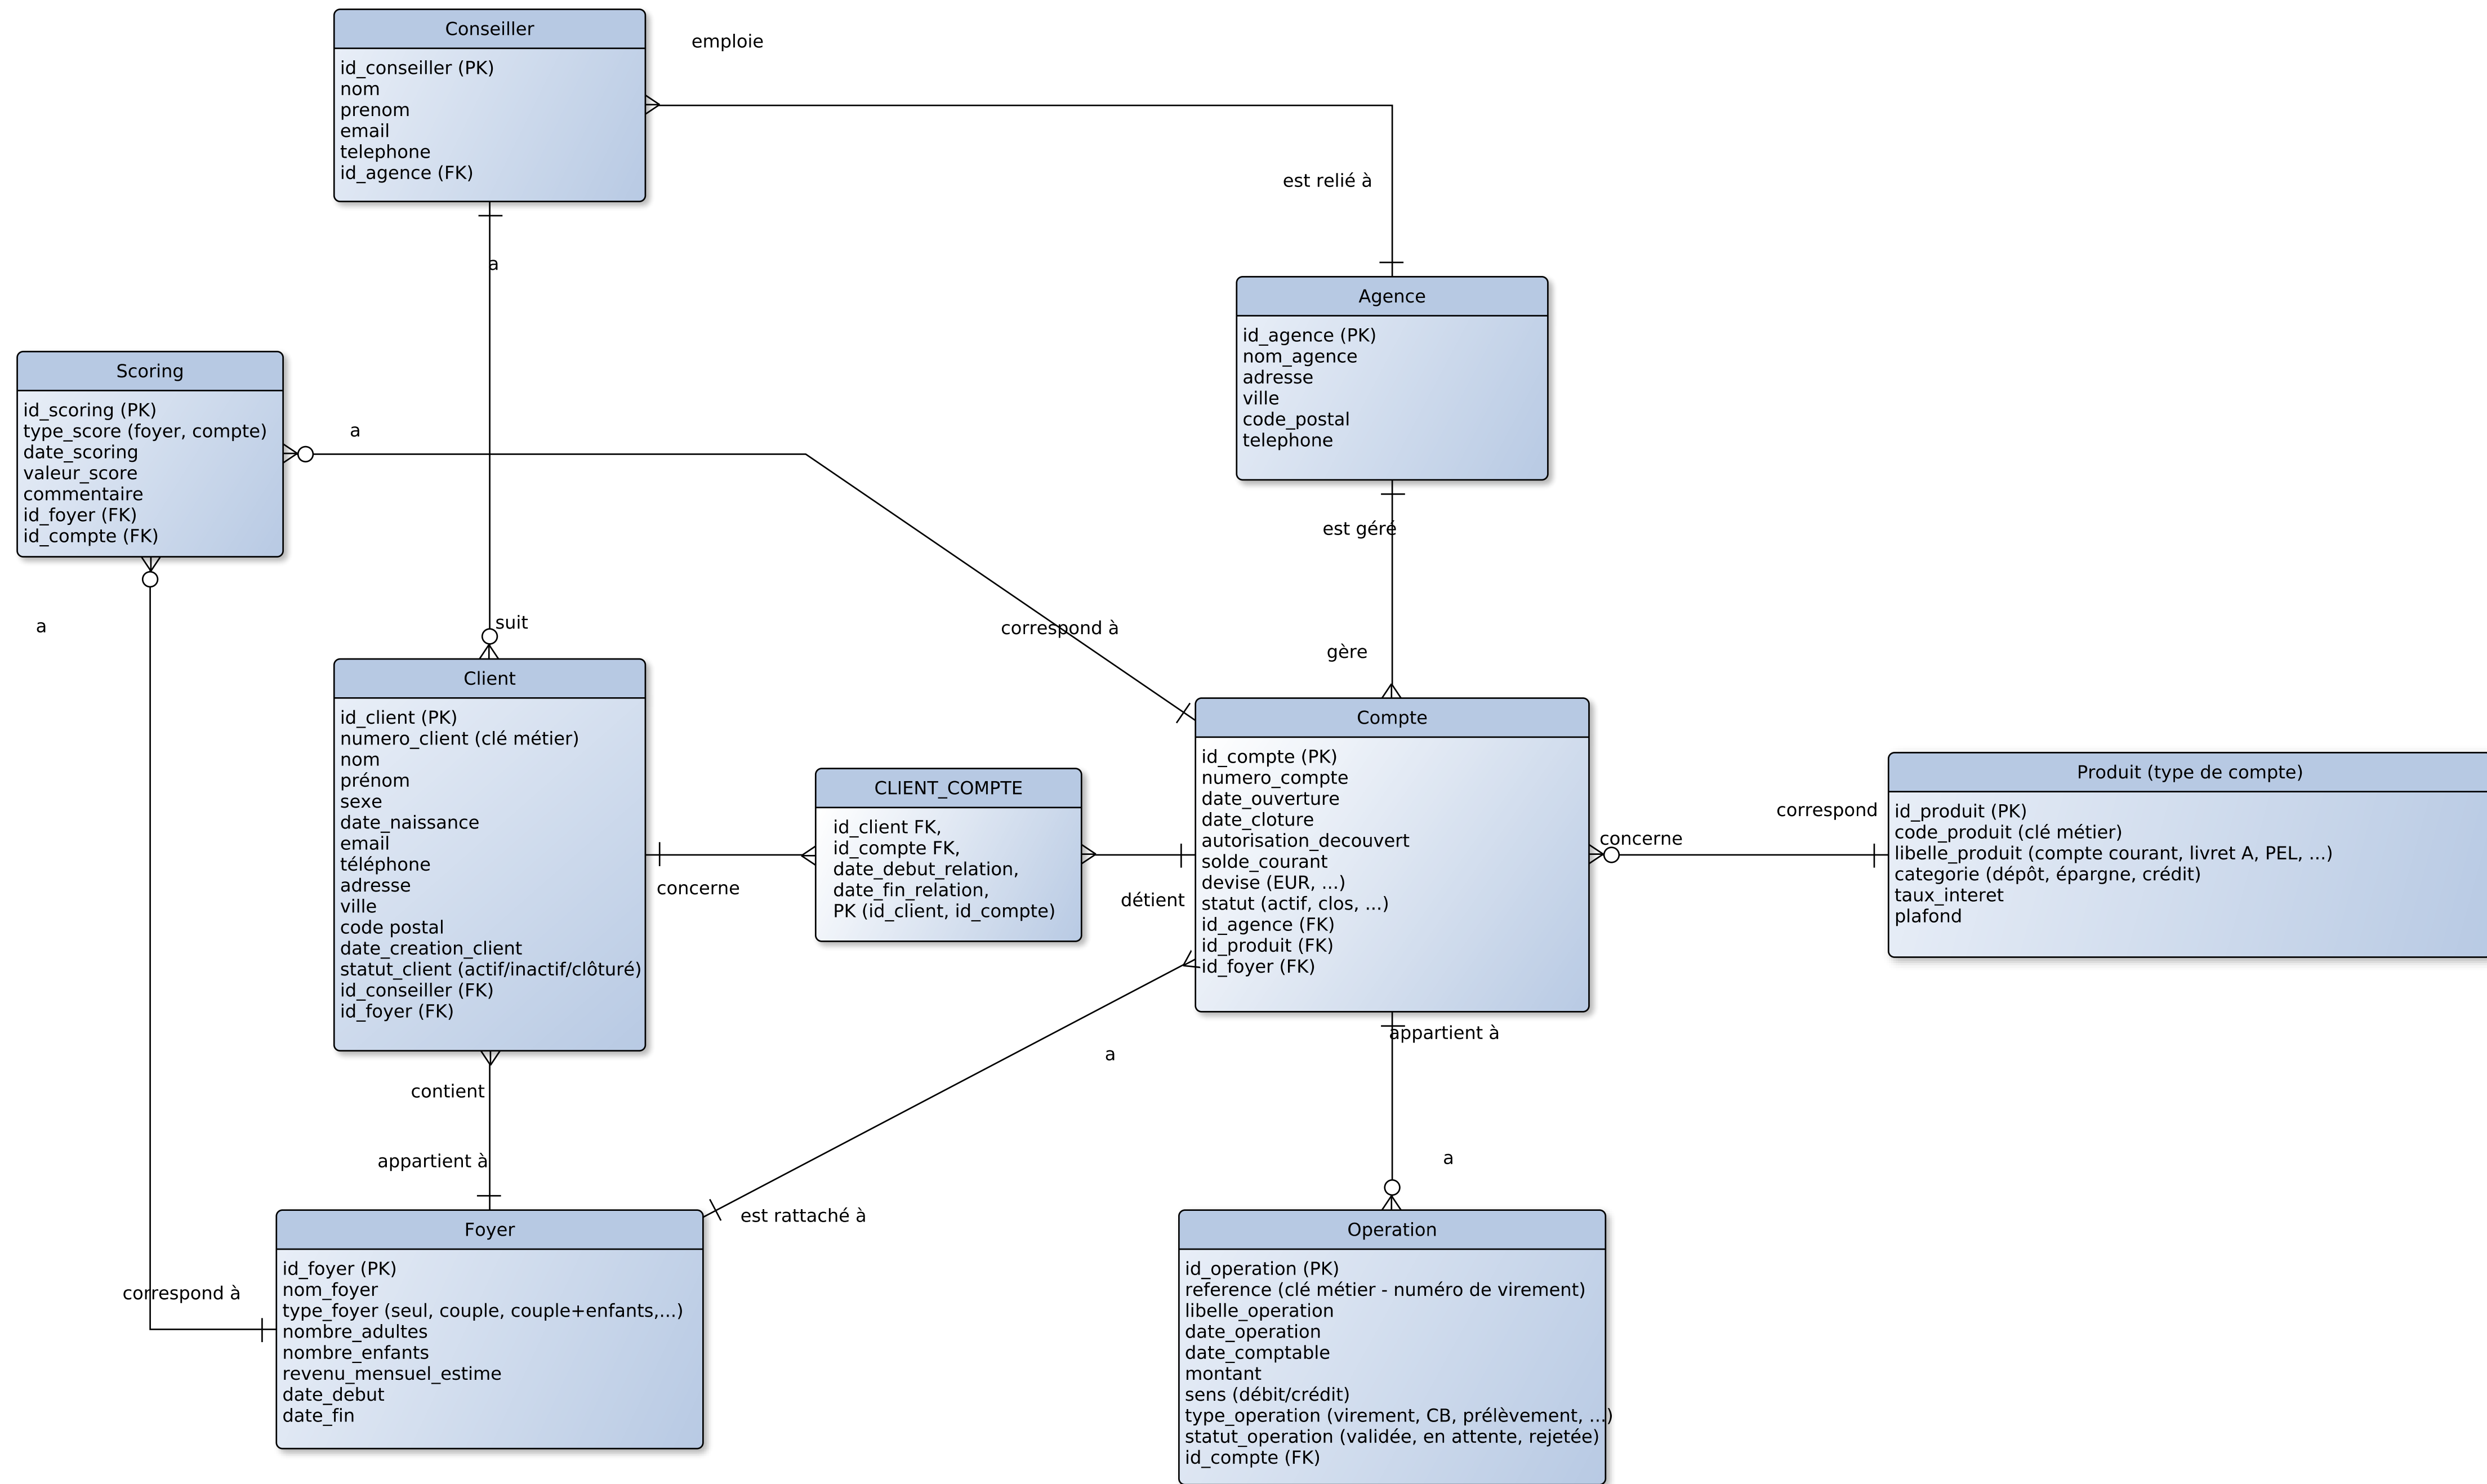 Conseiller
id_conseiller (PK)
nom
prenom
email
telephone
id_agence (FK)
emploie
est relié à
a
Agence
id_agence (PK)
nom_agence
adresse
ville
code_postal
telephone
Scoring
id_scoring (PK)
type_score (foyer, compte)
date_scoring
valeur_score
commentaire
id_foyer (FK)
id_compte (FK)
a
correspond à
est géré
gère
a
suit
Client
id_client (PK)
numero_client (clé métier)
nom
prénom
sexe
date_naissance
email
téléphone
adresse
ville
code postal
date_creation_client
statut_client (actif/inactif/clôturé)
id_conseiller (FK)
id_foyer (FK)
concerne
CLIENT_COMPTE
id_client FK,
id_compte FK,
date_debut_relation,
date_fin_relation,
PK (id_client, id_compte)
détient
Compte
id_compte (PK)
numero_compte
date_ouverture
date_cloture
autorisation_decouvert
solde_courant
devise (EUR, ...)
statut (actif, clos, ...)
id_agence (FK)
id_produit (FK)
id_foyer (FK)
concerne
correspond
Produit (type de compte)
id_produit (PK)
code_produit (clé métier)
libelle_produit (compte courant, livret A, PEL, ...)
categorie (dépôt, épargne, crédit)
taux_interet
plafond
contient
appartient à
a
est rattaché à
appartient à
a
correspond à
Foyer
id_foyer (PK)
nom_foyer
type_foyer (seul, couple, couple+enfants,...)
nombre_adultes
nombre_enfants
revenu_mensuel_estime
date_debut
date_fin
Operation
id_operation (PK)
reference (clé métier - numéro de virement)
libelle_operation
date_operation
date_comptable
montant
sens (débit/crédit)
type_operation (virement, CB, prélèvement, ...)
statut_operation (validée, en attente, rejetée)
id_compte (FK)